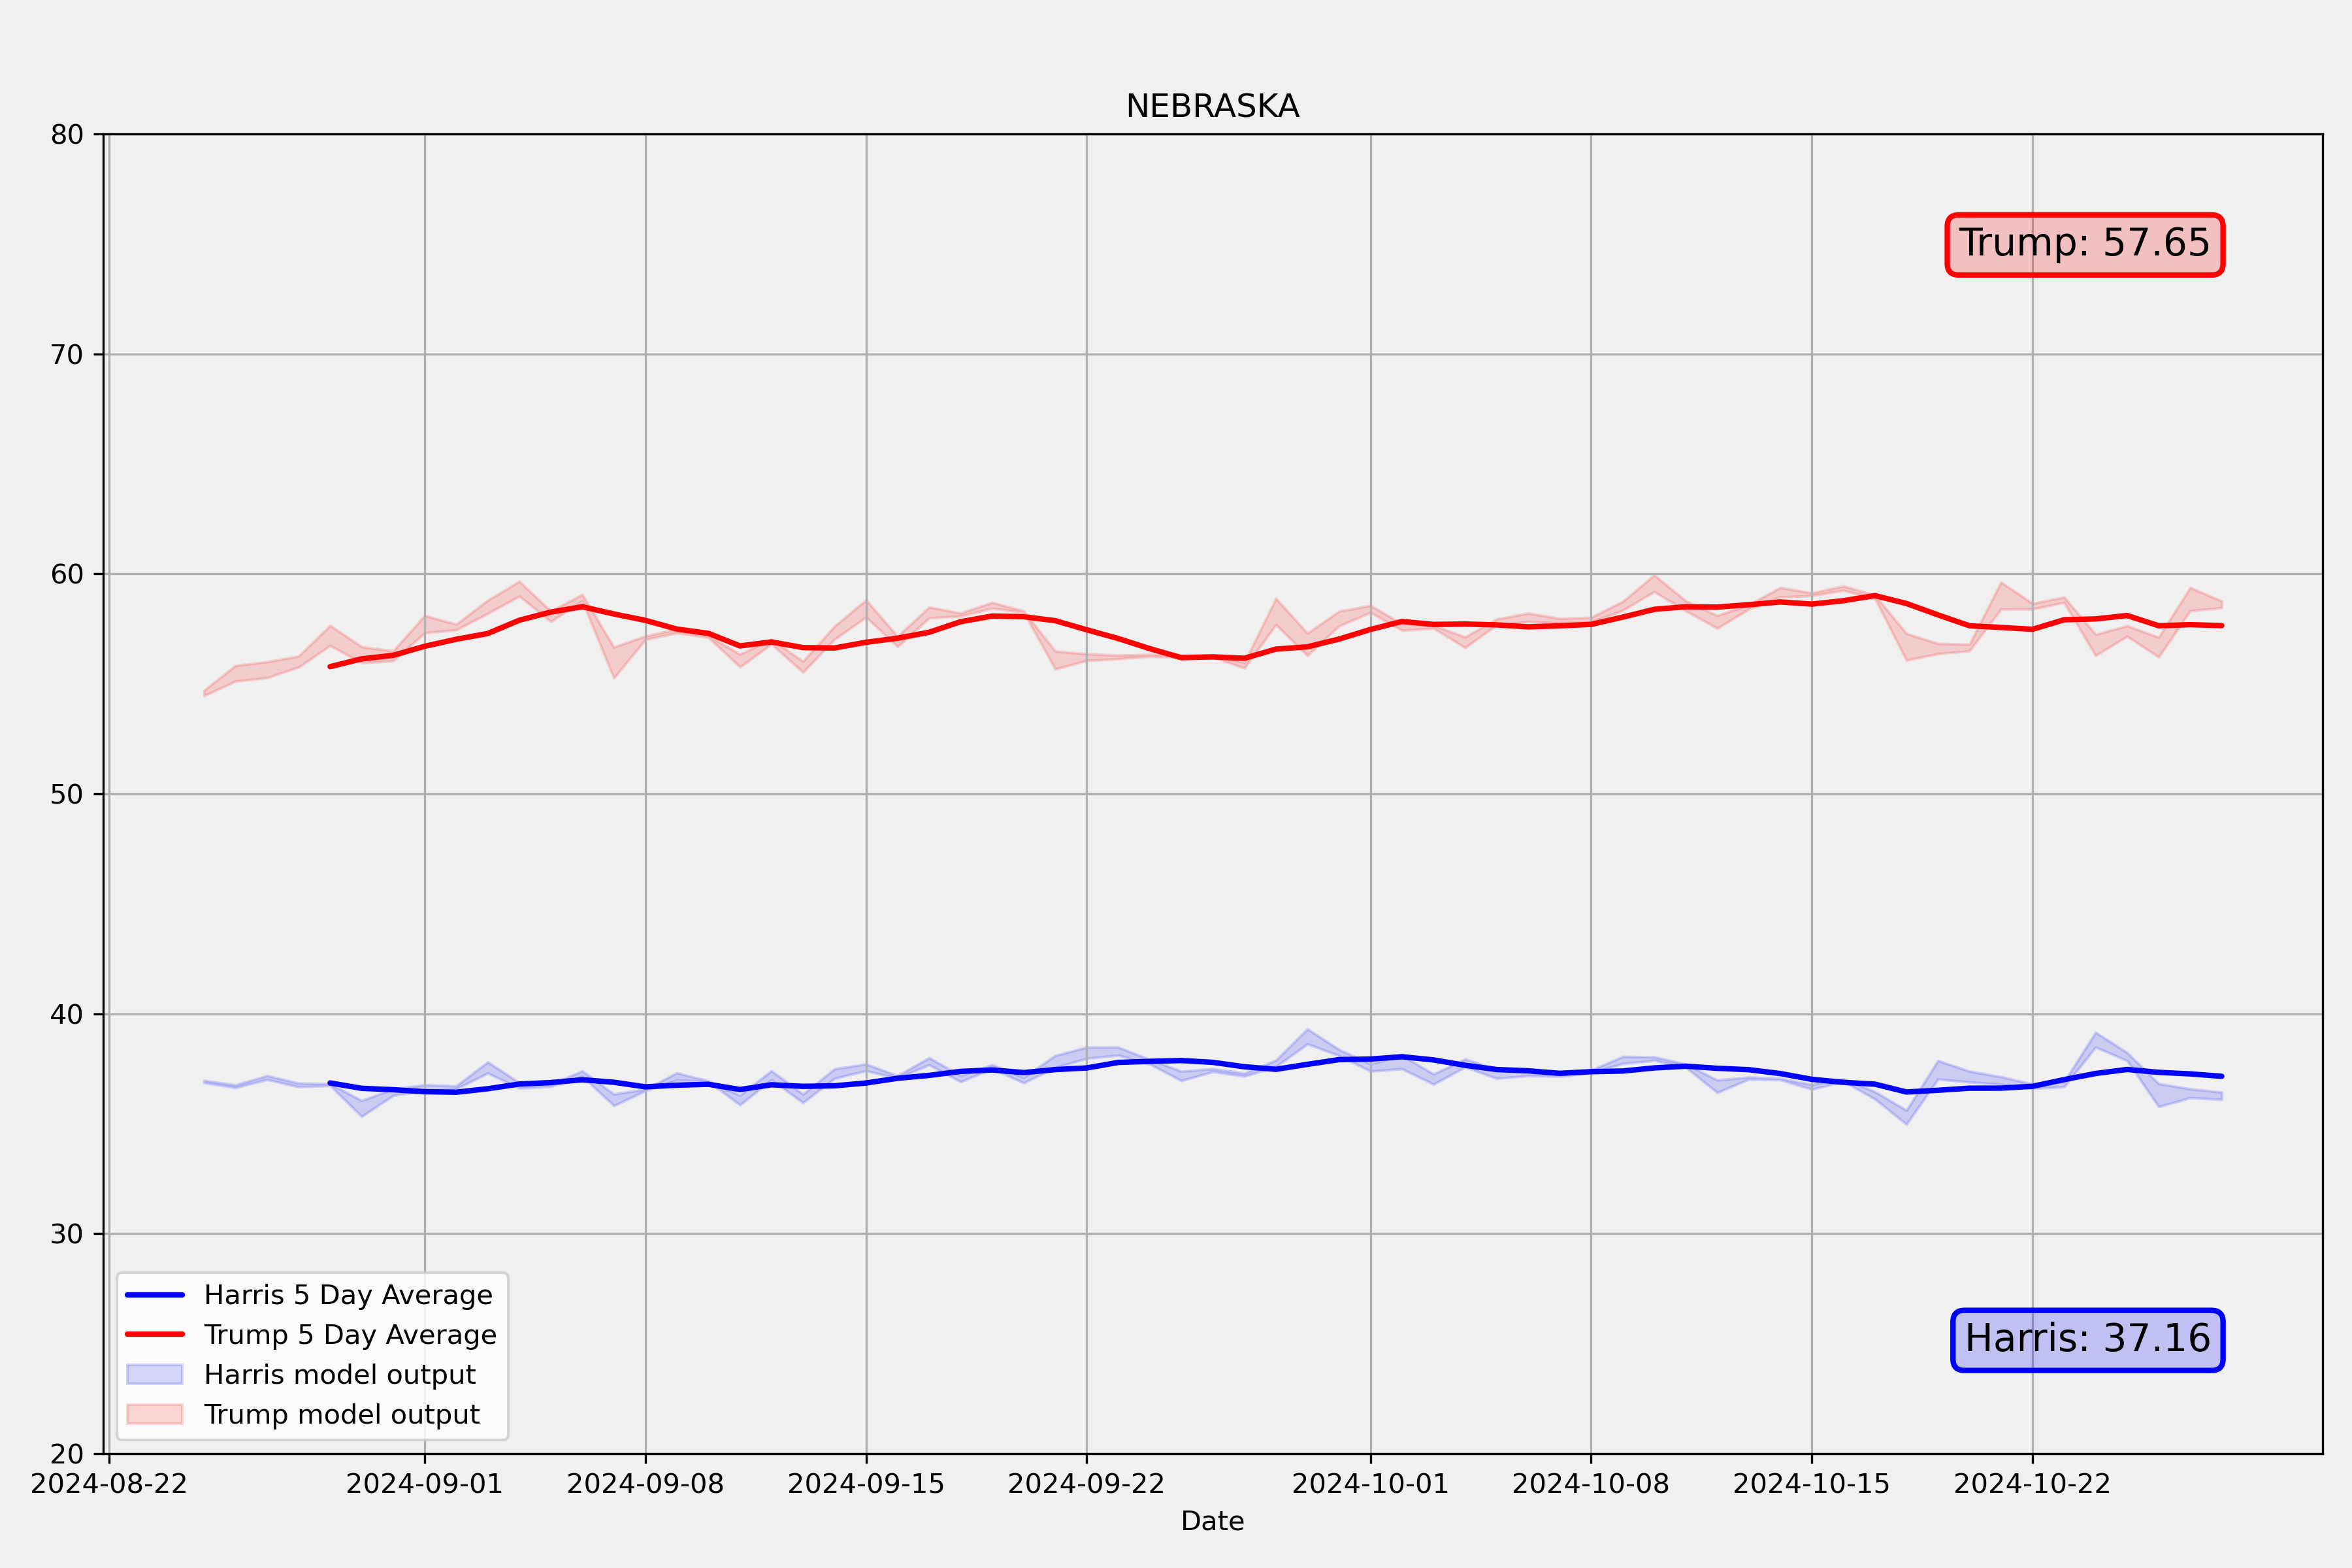 NEBRASKA
80
70
60
50
40
30
20
Trump: 57.65
Harris: 37.16
Harris 5 Day Average
Trump 5 Day Average
Harris model output
Trump model output
2024-08-22 2024-09-01 2024-09-08 2024-09-15 2024-09-22 2024-10-01 2024-10-08 2024-10-15 2024-10-22
Date